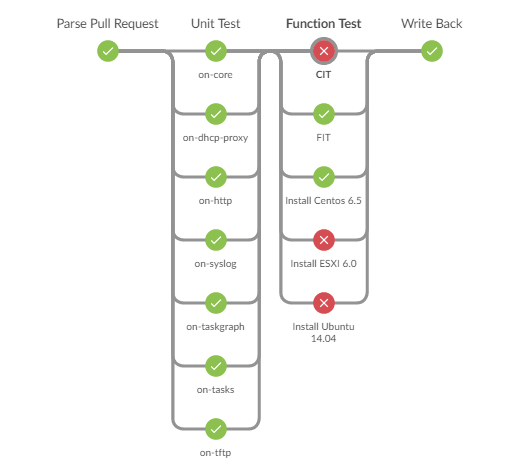 Parse Pull Request
Unit Test
Function Test
Write Back
on-core
CIT
on-dhcp-proxy
FIT
on-http
Install Centos 6.5
on-syslog
Install ESXI 6.0
on-taskgraph
Install Ubuntu
14.04
on-tasks
on-tftp